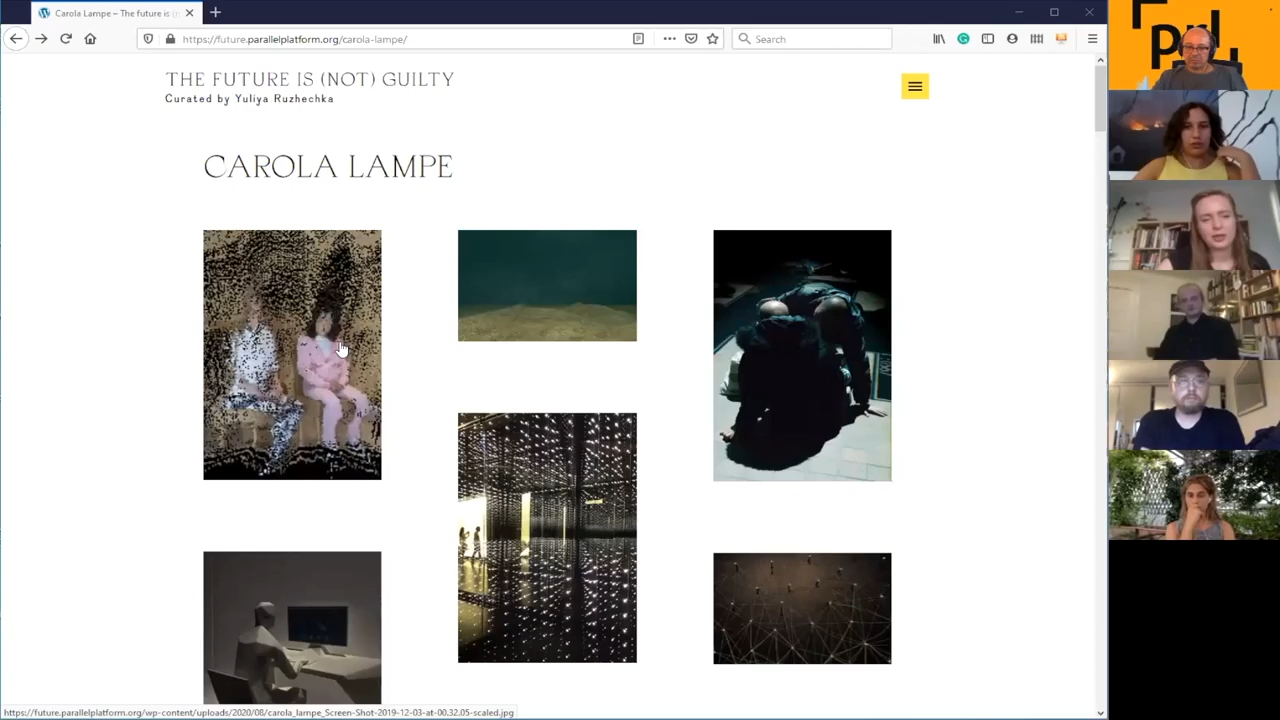 Carola Lampe – The future is (n
https://future.parallelplatform.org/carola-lampe/
Search
THE FUTURE IS (NOT) GUILTY
Curated by Yuliya Ruzhechka
CAROLA LAMPE
https://future.parallelplatform.org/wp-content/uploads/2020/08/carola_lampe_Screen-Shot-2019-12-03-at-00.32.05-scaled.jpg
prl